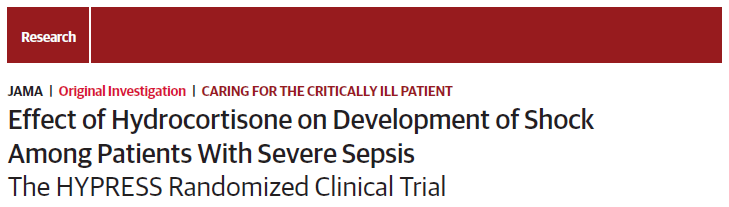 Research
JAMA | Original Investigation | CARING FOR THE CRITICALLY ILL PATIENT
Effect of Hydrocortisone on Development of Shock
Among Patients With Severe Sepsis
The HYPRESS Randomized Clinical Trial